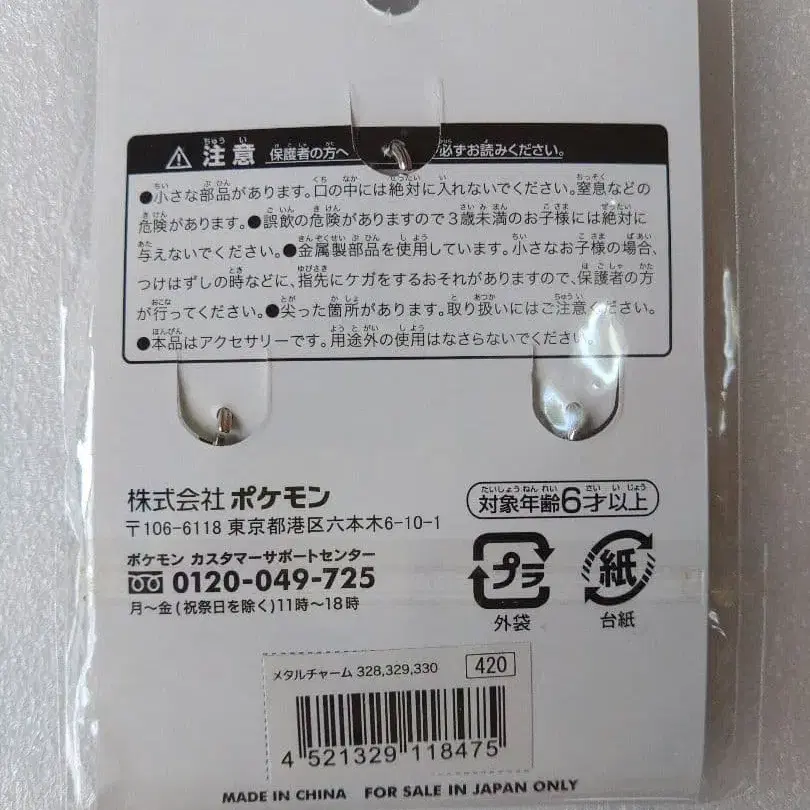 注意 保護者の方へ 必ずお読みください。
●小さな部品があります。口の中には絶対に入れないでください。窒息などの
危険があります。●誤飲の危険がありますので3歳未満のお子様には絶対に
与えないでください。●金属製部品を使用しています。小さなお子様の場合、
つけはずしの時などに、指先にケガをするおそれがありますので、保護者の方
が行ってください。●尖った箇所があります。取り扱いにはご注意ください。
●本品はアクセサリーです。用途外の使用はなさらないでください。
株式会社 ポケモン
〒106-6118 東京都港区六本木6-10-1
ポケモン カスタマーサポートセンター
0120-049-725
月~金(祝祭日を除く)11時~18時
たいしょうねんれい さい いじょう
対象年齢6才以上
プラ 紙
外袋 台紙
メタルチャーム 328,329,330 420
4 521329 118475
MADE IN CHINA FOR SALE IN JAPAN ONLY